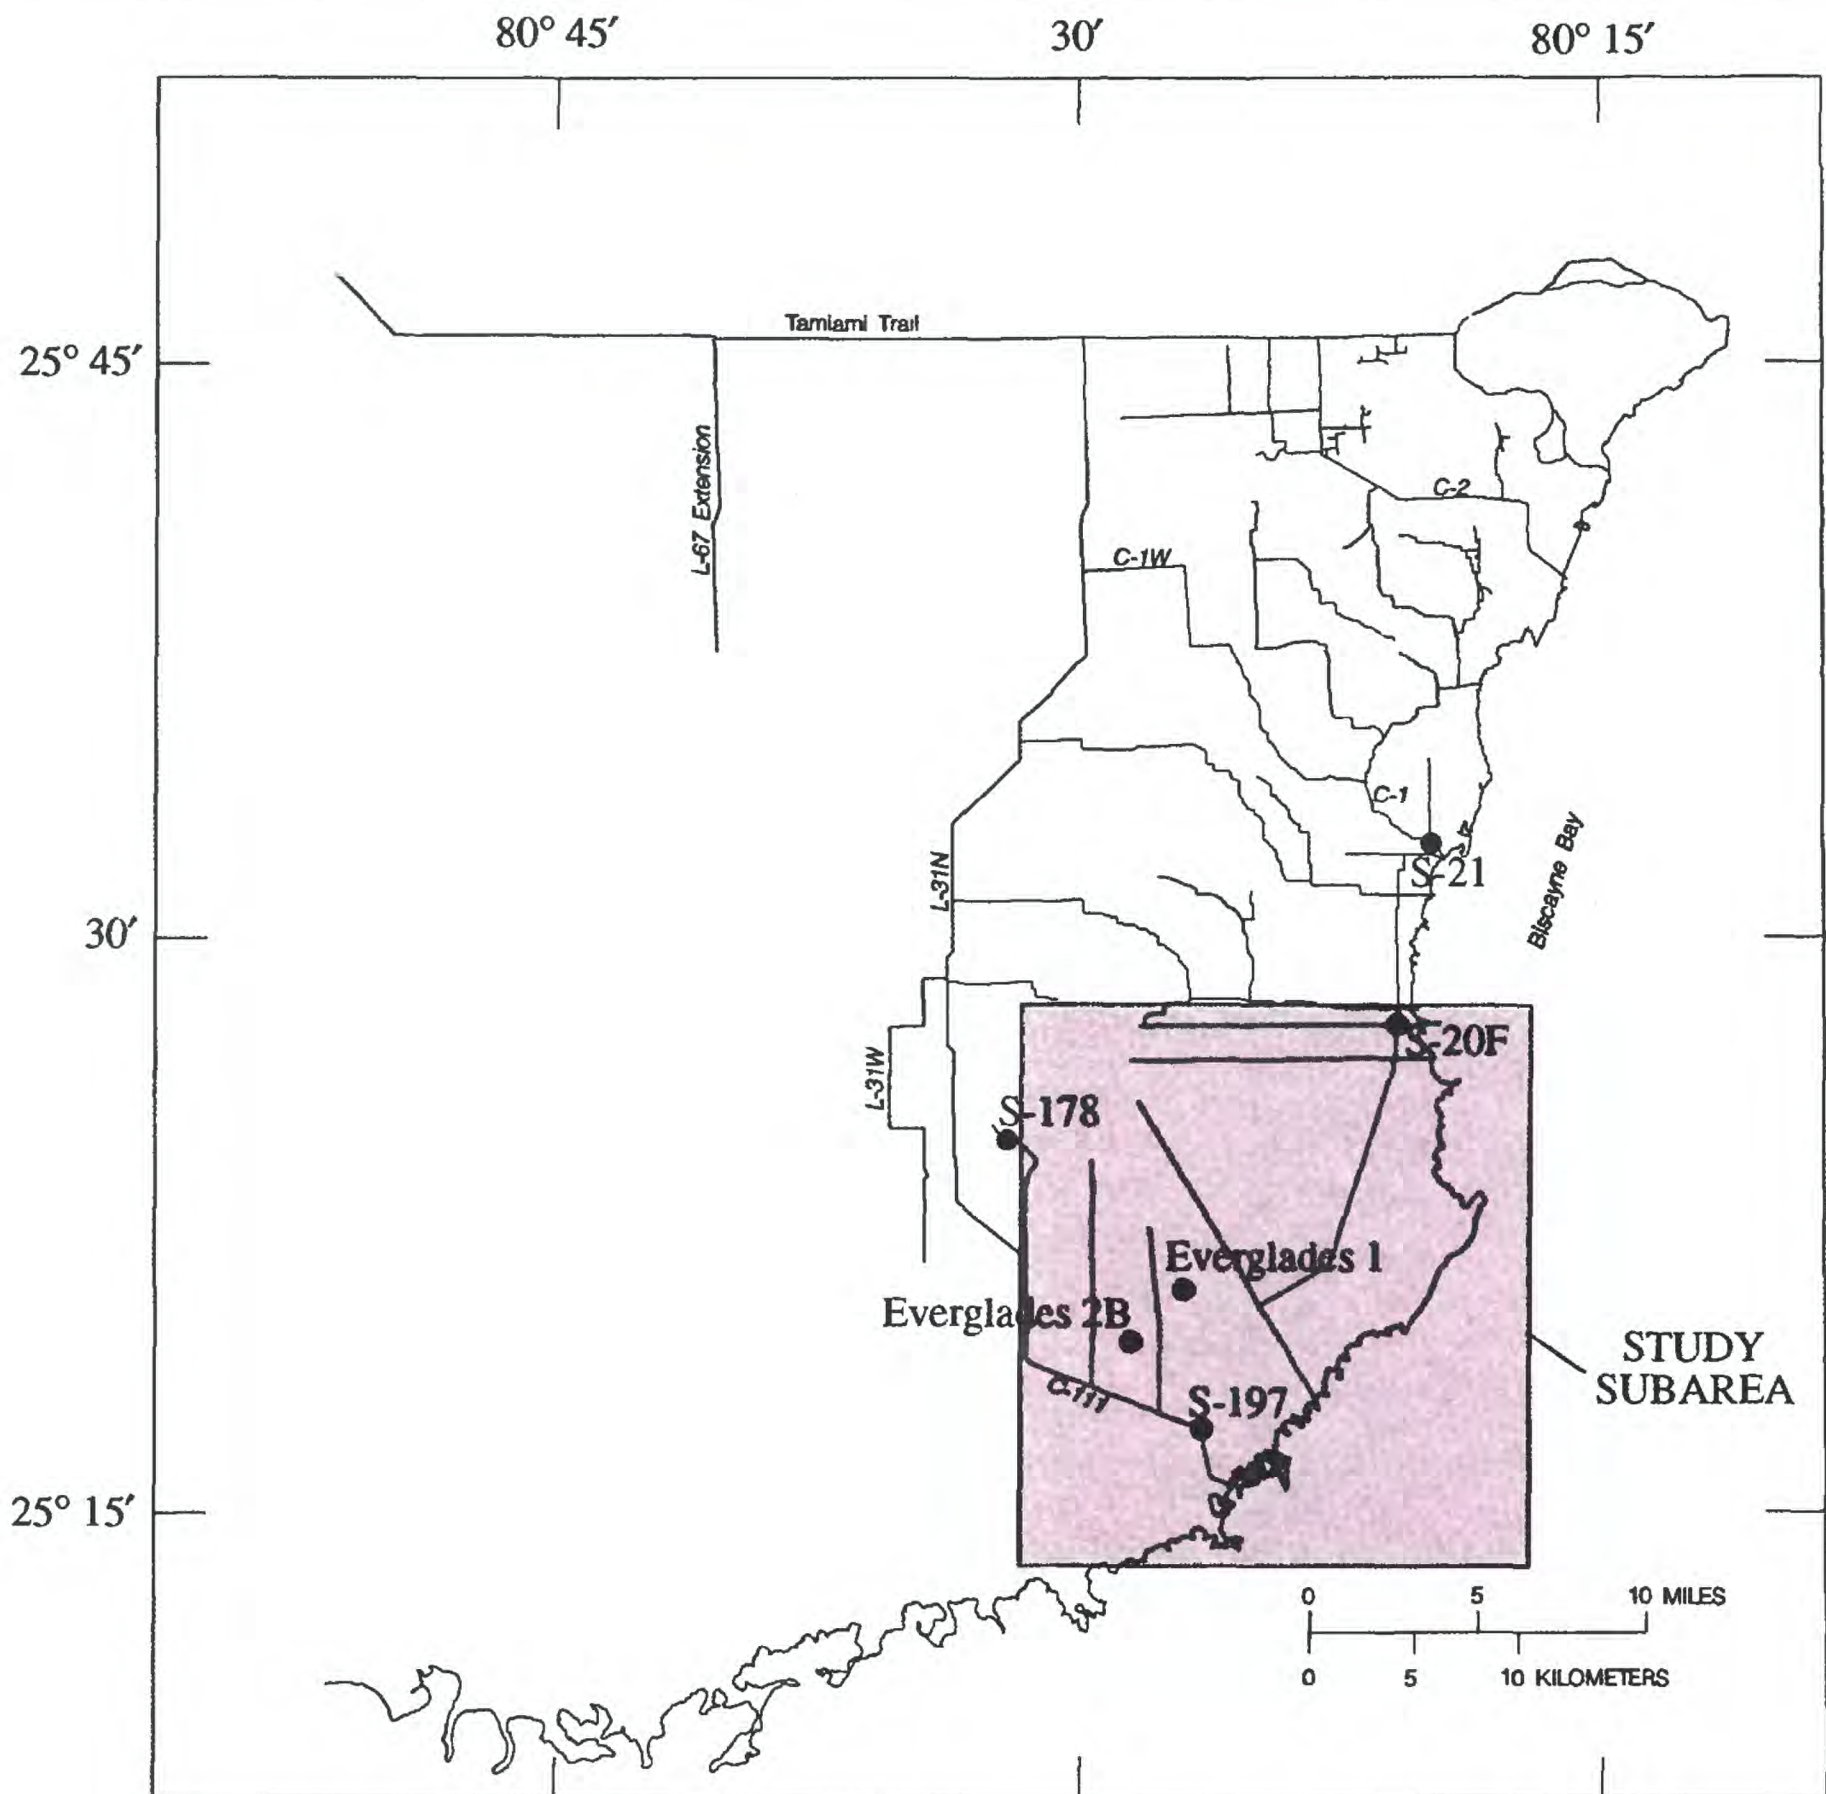 80° 45′
30′
80° 15′
25° 45′
Tamiami Trail
L-67 Extension
C-2
C-1W
C-1
S-21
Biscayne Bay
L-31N
30′
S-20F
L-31W
S-178
Everglades 1
Everglades 2B
STUDY
SUBAREA
C-111
S-197
25° 15′
0 5 10 MILES
0 5 10 KILOMETERS